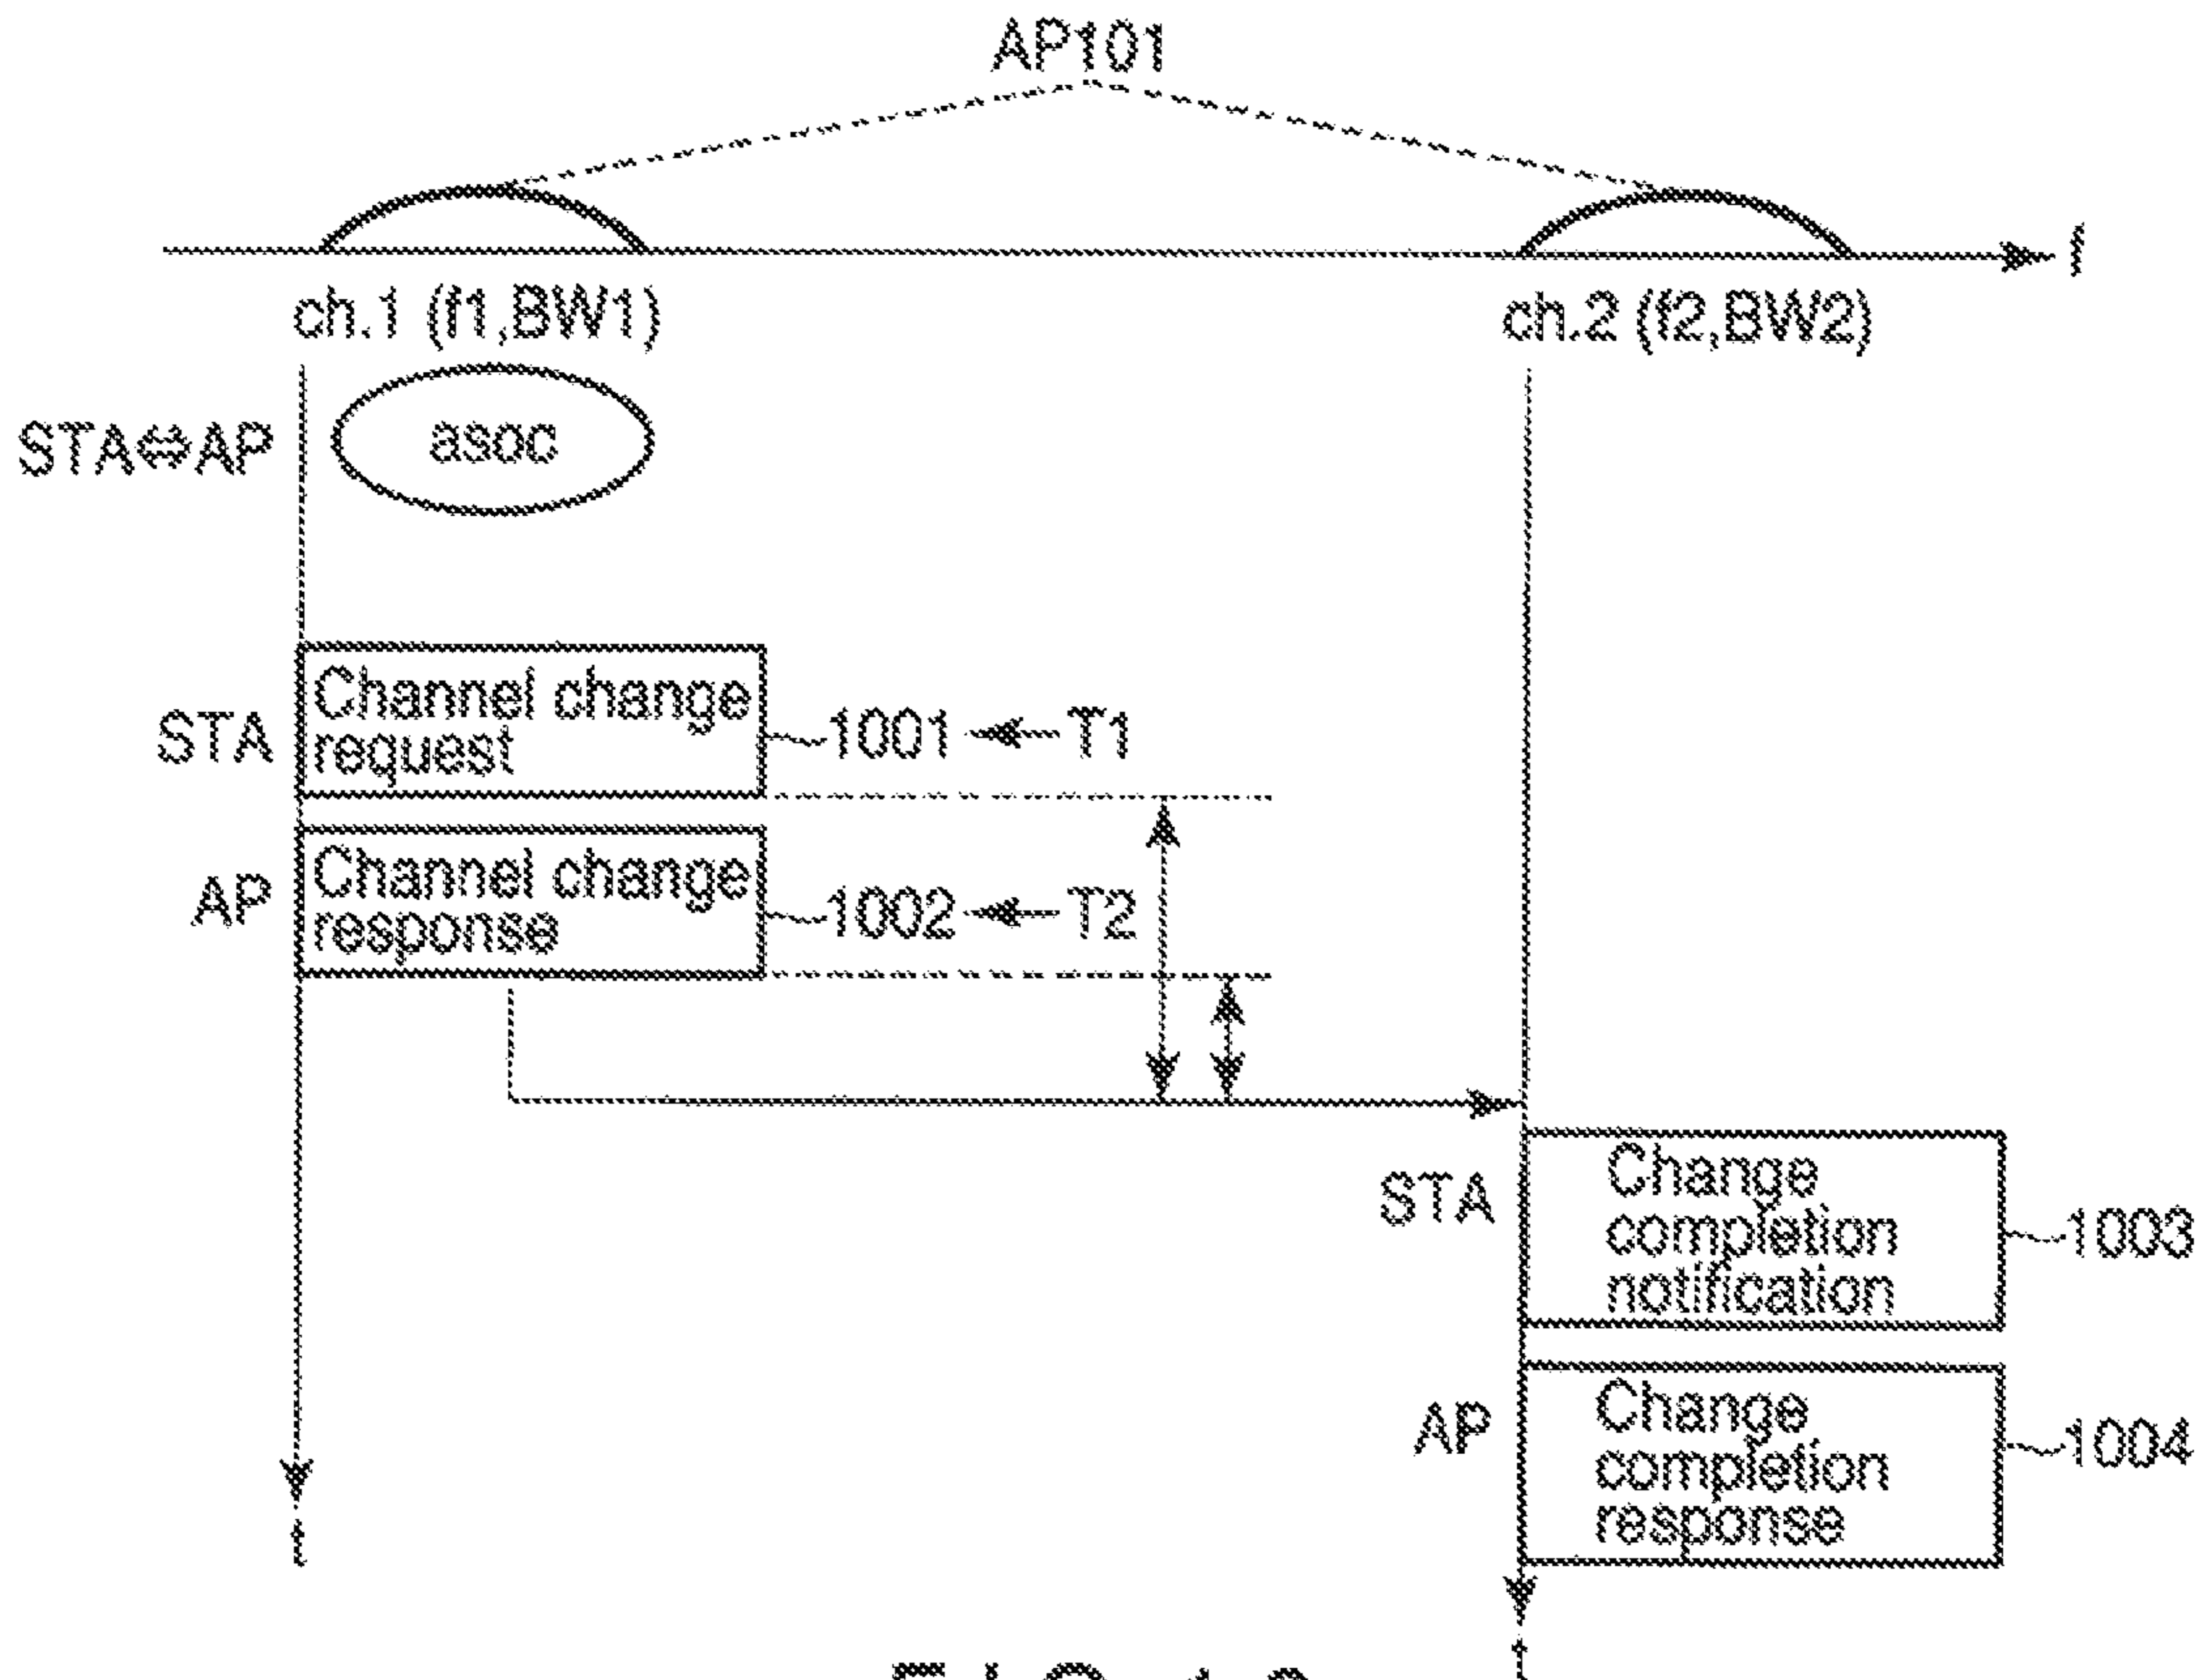 AP101
f
ch.1 (f1,BW1)
ch.2 (f2,BW2)
STA⇔AP
asoc
STA
Channel change
request
1001
T1
AP
Channel change
response
1002
T2
STA
Change
completion
notification
1003
AP
Change
completion
response
1004
t
t